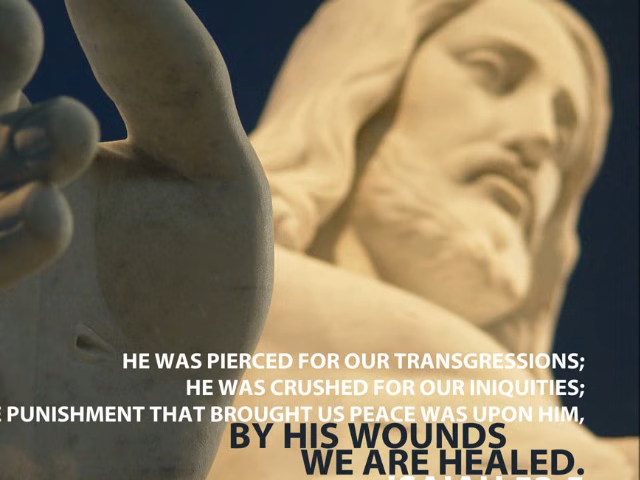 HE WAS PIERCED FOR OUR TRANSGRESSIONS;
HE WAS CRUSHED FOR OUR INIQUITIES;
PUNISHMENT THAT BROUGHT US PEACE WAS UPON HIM,
BY HIS WOUNDS
WE ARE HEALED.